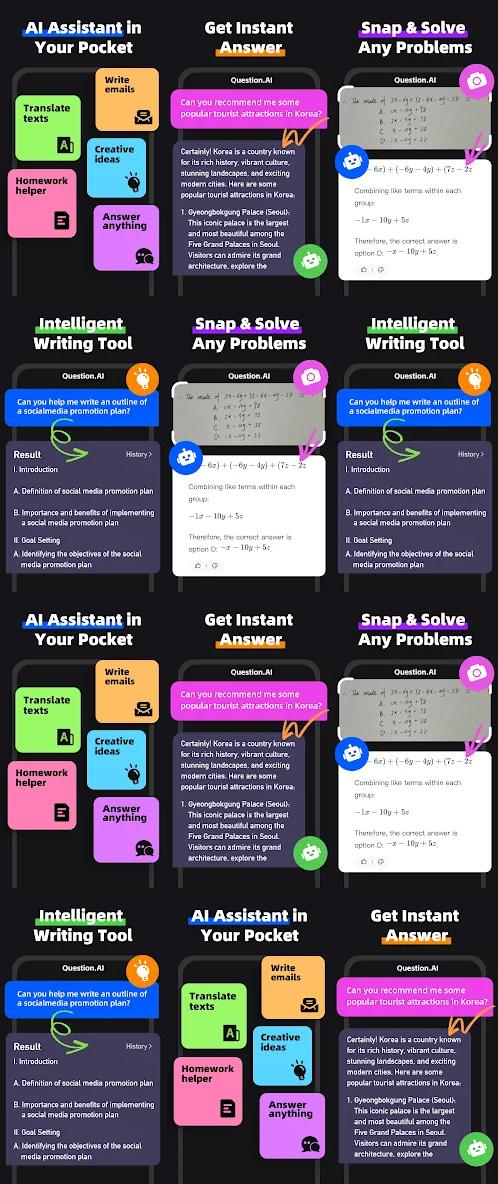 AI Assistant in
Your Pocket
Write
emails
Translate
texts
A
Creative
ideas
Homework
helper
Answer
anything
Get Instant
Answer
Question.AI
Can you recommend me some
popular tourist attractions in Korea?
Certainly! Korea is a country known
for its rich history, vibrant culture,
stunning landscapes, and exciting
modern cities. Here are some
popular tourist attractions in Korea:
1. Gyeongbokgung Palace (Seoul):
This iconic palace is the largest
and most beautiful among the
Five Grand Palaces in Seoul.
Visitors can admire its grand
architecture, explore the
Snap & Solve
Any Problems
Question.AI
The result of
A.
B.
C.
D.
− 6x) + (−6y − 4y) + (7z − 2z
Combining like terms within each
group:
−1x − 10y + 5z
Therefore, the correct answer is
option D: −x − 10y + 5z.
Intelligent
Writing Tool
Question.AI
Can you help me write an outline of
a socialmedia promotion plan?
Result History >
I. Introduction
A. Definition of social media promotion plan
B. Importance and benefits of implementing
a social media promotion plan
II. Goal Setting
A. Identifying the objectives of the social
media promotion plan
Snap & Solve
Any Problems
Question.AI
The result of
A.
B.
C.
D.
− 6x) + (−6y − 4y) + (7z − 2z
Combining like terms within each
group:
−1x − 10y + 5z
Therefore, the correct answer is
option D: −x − 10y + 5z.
Intelligent
Writing Tool
Question.AI
Can you help me write an outline of
a socialmedia promotion plan?
Result History >
I. Introduction
A. Definition of social media promotion plan
B. Importance and benefits of implementing
a social media promotion plan
II. Goal Setting
A. Identifying the objectives of the social
media promotion plan
AI Assistant in
Your Pocket
Write
emails
Translate
texts
A
Creative
ideas
Homework
helper
Answer
anything
Get Instant
Answer
Question.AI
Can you recommend me some
popular tourist attractions in Korea?
Certainly! Korea is a country known
for its rich history, vibrant culture,
stunning landscapes, and exciting
modern cities. Here are some
popular tourist attractions in Korea:
1. Gyeongbokgung Palace (Seoul):
This iconic palace is the largest
and most beautiful among the
Five Grand Palaces in Seoul.
Visitors can admire its grand
architecture, explore the
Snap & Solve
Any Problems
Question.AI
The result of
A.
B.
C.
D.
− 6x) + (−6y − 4y) + (7z − 2z
Combining like terms within each
group:
−1x − 10y + 5z
Therefore, the correct answer is
option D: −x − 10y + 5z.
Intelligent
Writing Tool
Question.AI
Can you help me write an outline of
a socialmedia promotion plan?
Result History >
I. Introduction
A. Definition of social media promotion plan
B. Importance and benefits of implementing
a social media promotion plan
II. Goal Setting
A. Identifying the objectives of the social
media promotion plan
AI Assistant in
Your Pocket
Write
emails
Translate
texts
A
Creative
ideas
Homework
helper
Answer
anything
Get Instant
Answer
Question.AI
Can you recommend me some
popular tourist attractions in Korea?
Certainly! Korea is a country known
for its rich history, vibrant culture,
stunning landscapes, and exciting
modern cities. Here are some
popular tourist attractions in Korea:
1. Gyeongbokgung Palace (Seoul):
This iconic palace is the largest
and most beautiful among the
Five Grand Palaces in Seoul.
Visitors can admire its grand
architecture, explore the